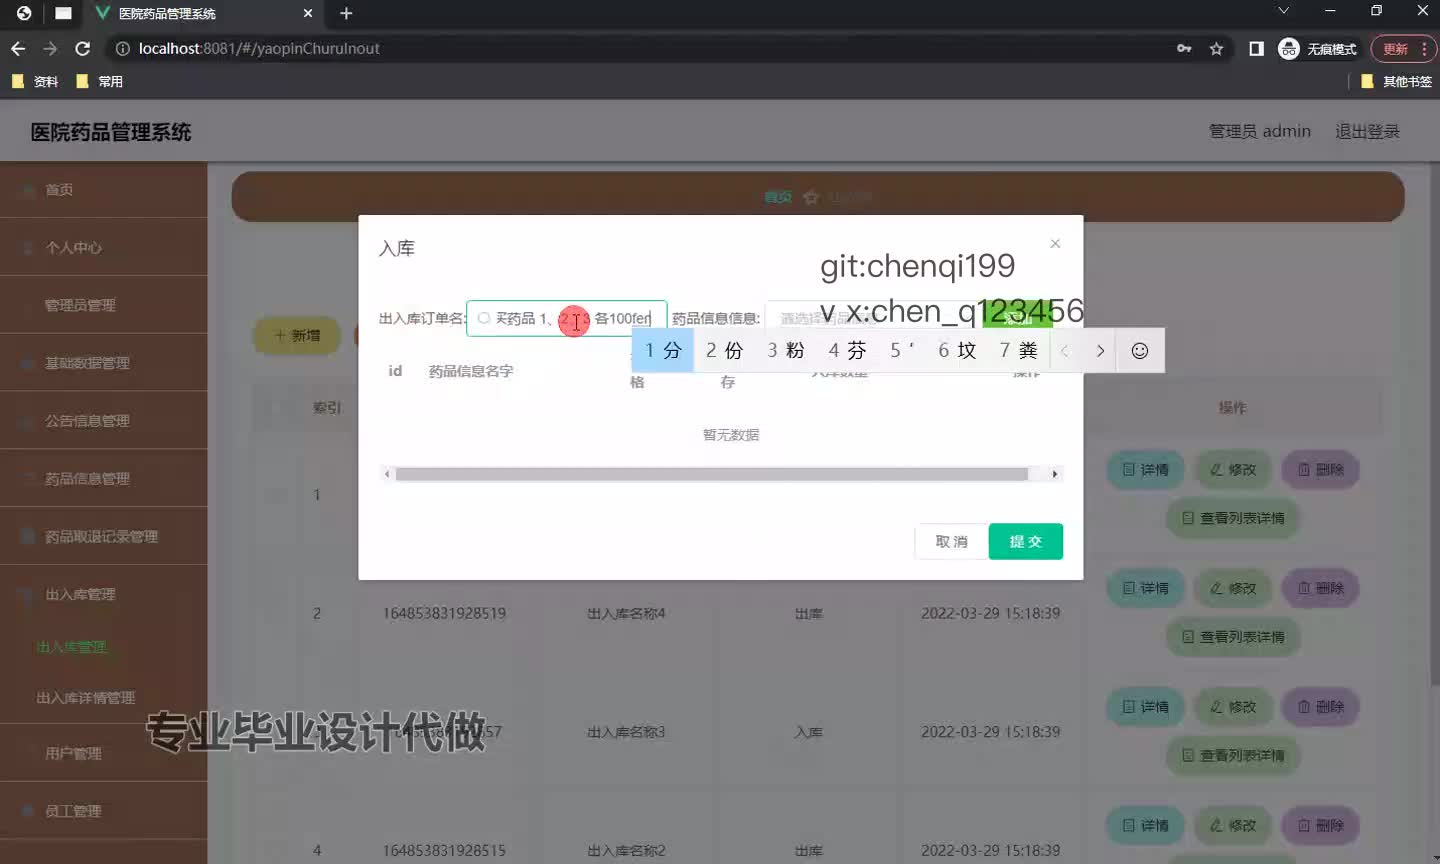 医院药品管理系统
localhost:8081/#/yaopinChuruInout
无痕模式
更新
资料
常用
其他书签
医院药品管理系统
管理员 admin
退出登录
首页
个人中心
管理员管理
基础数据管理
公告信息管理
药品信息管理
药品取退记录管理
出入库管理
出入库管理
出入库详情管理
用户管理
员工管理
首页
新增
入库
git:chenqi199
v x:chen_q123456
出入库订单名:
买药品 1、2、3 各100fen
药品信息信息:
1 分 2 份 3 粉 4 芬 5 ‘ 6 坟 7 粪
id 药品信息名字 格 存 入库数量 操作
暂无数据
取 消
提 交
索引 操作
1 详情 修改 删除
查看列表详情
2 164853831928519 出入库名称4 出库 2022-03-29 15:18:39 详情 修改 删除
查看列表详情
出入库名称3 入库 2022-03-29 15:18:39 详情 修改 删除
查看列表详情
4 164853831928515 出入库名称2 出库 2022-03-29 15:18:39 详情 修改 删除
专业毕业设计代做